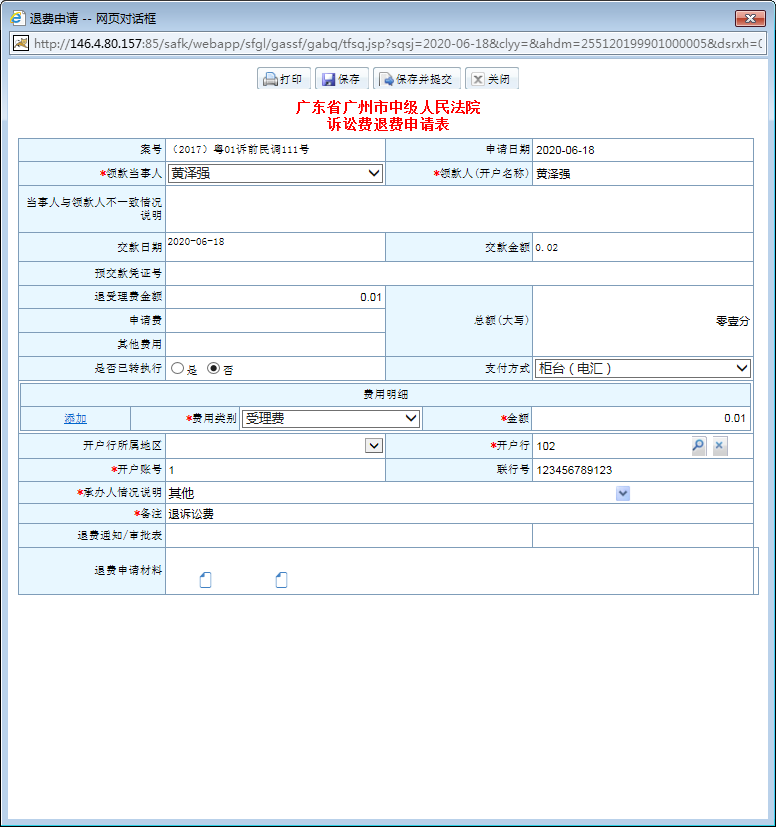 退费申请 -- 网页对话框
http://146.4.80.157:85/safk/webapp/sfgl/gassf/gabq/tfsq.jsp?sqsj=2020-06-18&clyy=&ahdm=255120199901000005&dsrxh=0
打印 保存 保存并提交 关闭
广东省广州市中级人民法院
诉讼费退费申请表
案号 （2017）粤01诉前民调111号 申请日期 2020-06-18
*领款当事人 黄泽强 *领款人(开户名称) 黄泽强
当事人与领款人不一致情况
说明
交款日期 2020-06-18 交款金额 0.02
预交款凭证号
退受理费金额 0.01
申请费 总额(大写) 零壹分
其他费用
是否已转执行 是 否 支付方式 柜台（电汇）
费用明细
添加 *费用类别 受理费 *金额 0.01
开户行所属地区 *开户行 102
*开户账号 1 联行号 123456789123
*承办人情况说明 其他
*备注 退诉讼费
退费通知/审批表
退费申请材料